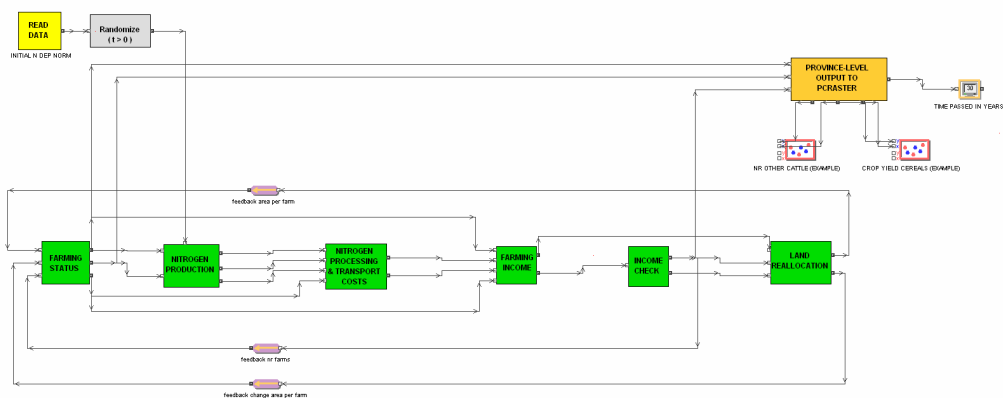 READ
DATA
INITIAL N DEP NORM
Randomize
( t > 0 )
PROVINCE-LEVEL
OUTPUT TO
PCRASTER
30
TIME PASSED IN YEARS
NR OTHER CATTLE (EXAMPLE)
CROP YIELD CEREALS (EXAMPLE)
feedback area per farm
FARMING
STATUS
NITROGEN
PRODUCTION
NITROGEN
PROCESSING
& TRANSPORT
COSTS
FARMING
INCOME
INCOME
CHECK
LAND
REALLOCATION
feedback nr farms
feedback change area per farm